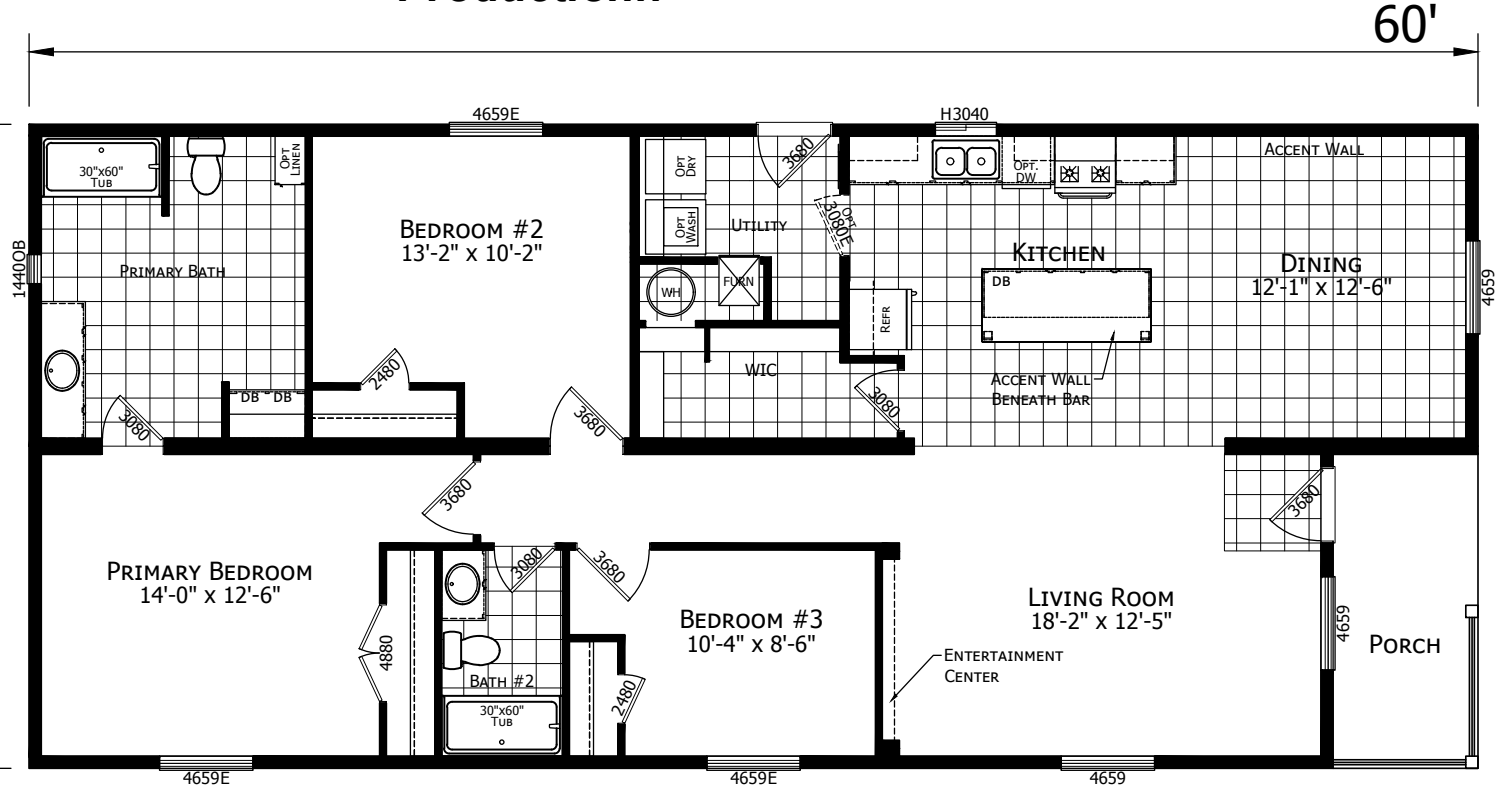 60'
4659E
H3040
30"x60"
TUB
OPT
LINEN
OPT
DRY
3680
OPT.
DW
ACCENT WALL
BEDROOM #2
13'-2" x 10'-2"
OPT
WASH
UTILITY
OPT
3080E
KITCHEN
DINING
12'-1" x 12'-6"
14400B
PRIMARY BATH
WH
FURN
DB
4659
REFR
2480
WIC
3080
ACCENT WALL
BENEATH BAR
DB DB
3080
3680
3680
3680
PRIMARY BEDROOM
14'-0" x 12'-6"
3080
3680
BEDROOM #3
10'-4" x 8'-6"
LIVING ROOM
18'-2" x 12'-5"
4659
PORCH
4880
ENTERTAINMENT
CENTER
BATH #2
30"x60"
TUB
2480
4659E
4659E
4659